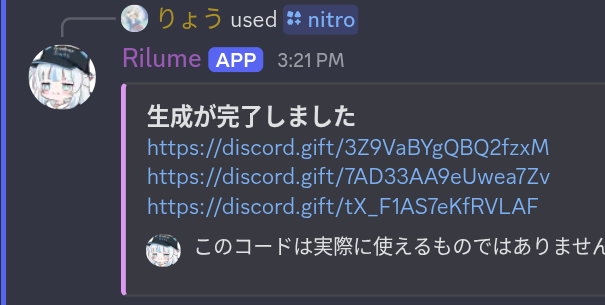 りょう used nitro
Rilume APP 3:21 PM
生成が完了しました
https://discord.gift/3Z9VaBYgQBQ2fzxM
https://discord.gift/7AD33AA9eUwea7Zv
https://discord.gift/tX_F1AS7eKfRVLAF
このコードは実際に使えるものではありません